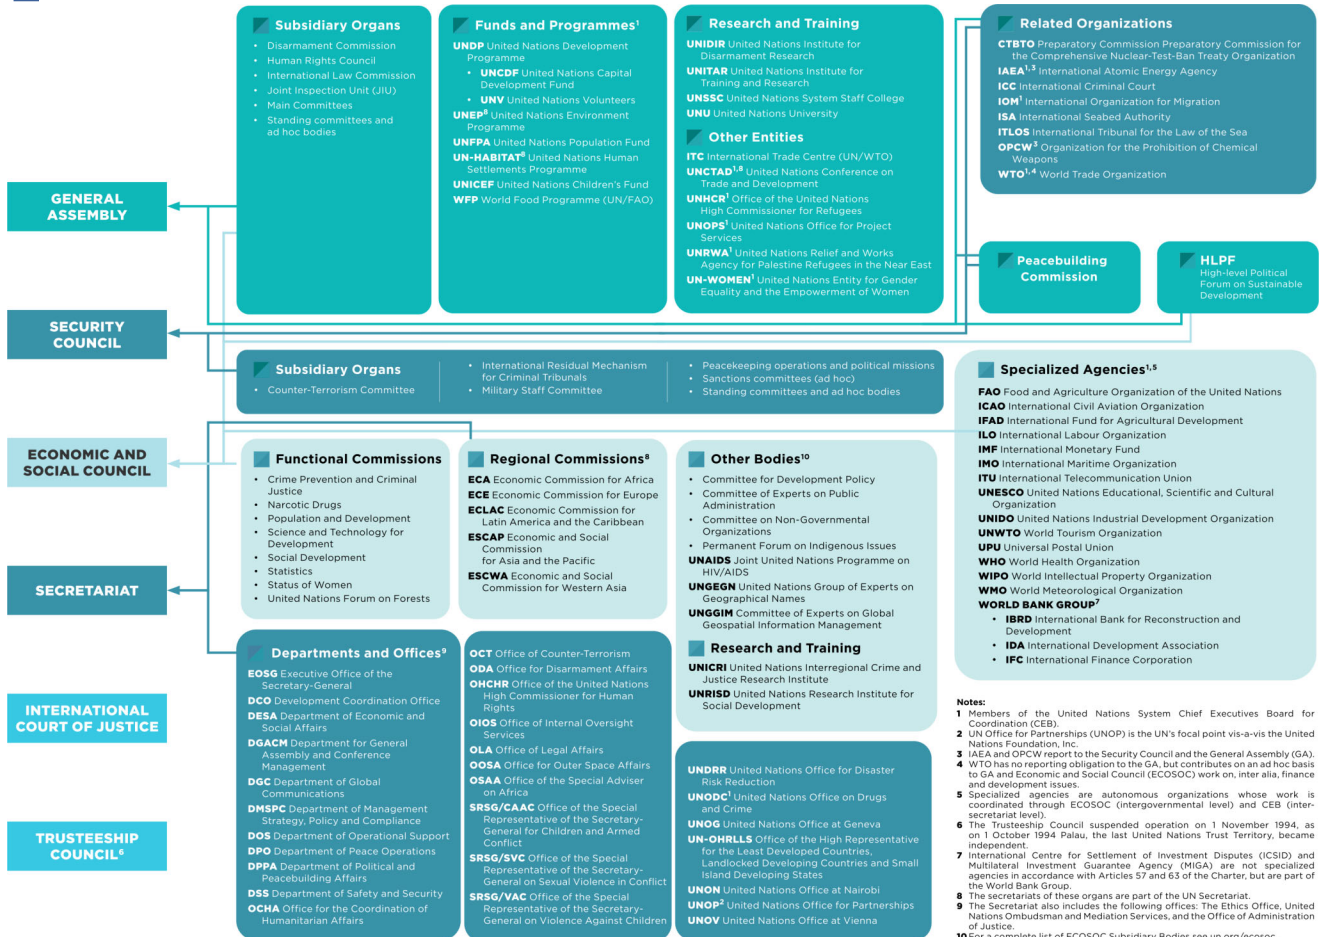 GENERAL
ASSEMBLY
SECURITY
COUNCIL
ECONOMIC AND
SOCIAL COUNCIL
SECRETARIAT
INTERNATIONAL
COURT OF JUSTICE
TRUSTEESHIP
COUNCIL⁶
Subsidiary Organs
• Disarmament Commission
• Human Rights Council
• International Law Commission
• Joint Inspection Unit (JIU)
• Main Committees
• Standing committees and
ad hoc bodies
Funds and Programmes¹
UNDP United Nations Development
Programme
• UNCDF United Nations Capital
Development Fund
• UNV United Nations Volunteers
UNEP⁸ United Nations Environment
Programme
UNFPA United Nations Population Fund
UN-HABITAT⁸ United Nations Human
Settlements Programme
UNICEF United Nations Children's Fund
WFP World Food Programme (UN/FAO)
Research and Training
UNIDIR United Nations Institute for
Disarmament Research
UNITAR United Nations Institute for
Training and Research
UNSSC United Nations System Staff College
UNU United Nations University
Other Entities
ITC International Trade Centre (UN/WTO)
UNCTAD¹,⁸ United Nations Conference on
Trade and Development
UNHCR¹ Office of the United Nations
High Commissioner for Refugees
UNOPS¹ United Nations Office for Project
Services
UNRWA¹ United Nations Relief and Works
Agency for Palestine Refugees in the Near East
UN-WOMEN¹ United Nations Entity for Gender
Equality and the Empowerment of Women
Related Organizations
CTBTO Preparatory Commission Preparatory Commission for
the Comprehensive Nuclear-Test-Ban Treaty Organization
IAEA¹,³ International Atomic Energy Agency
ICC International Criminal Court
IOM¹ International Organization for Migration
ISA International Seabed Authority
ITLOS International Tribunal for the Law of the Sea
OPCW³ Organization for the Prohibition of Chemical
Weapons
WTO¹,⁴ World Trade Organization
Peacebuilding
Commission
HLPF
High-level Political
Forum on Sustainable
Development
Subsidiary Organs
• Counter-Terrorism Committee
• International Residual Mechanism
for Criminal Tribunals
• Military Staff Committee
• Peacekeeping operations and political missions
• Sanctions committees (ad hoc)
• Standing committees and ad hoc bodies
Functional Commissions
• Crime Prevention and Criminal
Justice
• Narcotic Drugs
• Population and Development
• Science and Technology for
Development
• Social Development
• Statistics
• Status of Women
• United Nations Forum on Forests
Regional Commissions⁸
ECA Economic Commission for Africa
ECE Economic Commission for Europe
ECLAC Economic Commission for
Latin America and the Caribbean
ESCAP Economic and Social
Commission
for Asia and the Pacific
ESCWA Economic and Social
Commission for Western Asia
Other Bodies¹⁰
• Committee for Development Policy
• Committee of Experts on Public
Administration
• Committee on Non-Governmental
Organizations
• Permanent Forum on Indigenous Issues
UNAIDS Joint United Nations Programme on
HIV/AIDS
UNGEGN United Nations Group of Experts on
Geographical Names
UNGGIM Committee of Experts on Global
Geospatial Information Management
Research and Training
UNICRI United Nations Interregional Crime and
Justice Research Institute
UNRISD United Nations Research Institute for
Social Development
Specialized Agencies¹,⁵
FAO Food and Agriculture Organization of the United Nations
ICAO International Civil Aviation Organization
IFAD International Fund for Agricultural Development
ILO International Labour Organization
IMF International Monetary Fund
IMO International Maritime Organization
ITU International Telecommunication Union
UNESCO United Nations Educational, Scientific and Cultural
Organization
UNIDO United Nations Industrial Development Organization
UNWTO World Tourism Organization
UPU Universal Postal Union
WHO World Health Organization
WIPO World Intellectual Property Organization
WMO World Meteorological Organization
WORLD BANK GROUP⁷
• IBRD International Bank for Reconstruction and
Development
• IDA International Development Association
• IFC International Finance Corporation
Departments and Offices⁹
EOSG Executive Office of the
Secretary-General
DCO Development Coordination Office
DESA Department of Economic and
Social Affairs
DGACM Department for General
Assembly and Conference
Management
DGC Department of Global
Communications
DMSPC Department of Management
Strategy, Policy and Compliance
DOS Department of Operational Support
DPO Department of Peace Operations
DPPA Department of Political and
Peacebuilding Affairs
DSS Department of Safety and Security
OCHA Office for the Coordination of
Humanitarian Affairs
OCT Office of Counter-Terrorism
ODA Office for Disarmament Affairs
OHCHR Office of the United Nations
High Commissioner for Human
Rights
OIOS Office of Internal Oversight
Services
OLA Office of Legal Affairs
OOSA Office for Outer Space Affairs
OSAA Office of the Special Adviser
on Africa
SRSG/CAAC Office of the Special
Representative of the Secretary-
General for Children and Armed
Conflict
SRSG/SVC Office of the Special
Representative of the Secretary-
General on Sexual Violence in Conflict
SRSG/VAC Office of the Special
Representative of the Secretary-
General on Violence Against Children
UNDRR United Nations Office for Disaster
Risk Reduction
UNODC¹ United Nations Office on Drugs
and Crime
UNOG United Nations Office at Geneva
UN-OHRLLS Office of the High Representative
for the Least Developed Countries,
Landlocked Developing Countries and Small
Island Developing States
UNON United Nations Office at Nairobi
UNOP² United Nations Office for Partnerships
UNOV United Nations Office at Vienna
Notes:
1 Members of the United Nations System Chief Executives Board for
Coordination (CEB).
2 UN Office for Partnerships (UNOP) is the UN's focal point vis-a-vis the United
Nations Foundation, Inc.
3 IAEA and OPCW report to the Security Council and the General Assembly (GA).
4 WTO has no reporting obligation to the GA, but contributes on an ad hoc basis
to GA and Economic and Social Council (ECOSOC) work on, inter alia, finance
and development issues.
5 Specialized agencies are autonomous organizations whose work is
coordinated through ECOSOC (intergovernmental level) and CEB (inter-
secretariat level).
6 The Trusteeship Council suspended operation on 1 November 1994, as
on 1 October 1994 Palau, the last United Nations Trust Territory, became
independent.
7 International Centre for Settlement of Investment Disputes (ICSID) and
Multilateral Investment Guarantee Agency (MIGA) are not specialized
agencies in accordance with Articles 57 and 63 of the Charter, but are part of
the World Bank Group.
8 The secretariats of these organs are part of the UN Secretariat.
9 The Secretariat also includes the following offices: The Ethics Office, United
Nations Ombudsman and Mediation Services, and the Office of Administration
of Justice.
10 For a complete list of ECOSOC Subsidiary Bodies see un.org/ecosoc